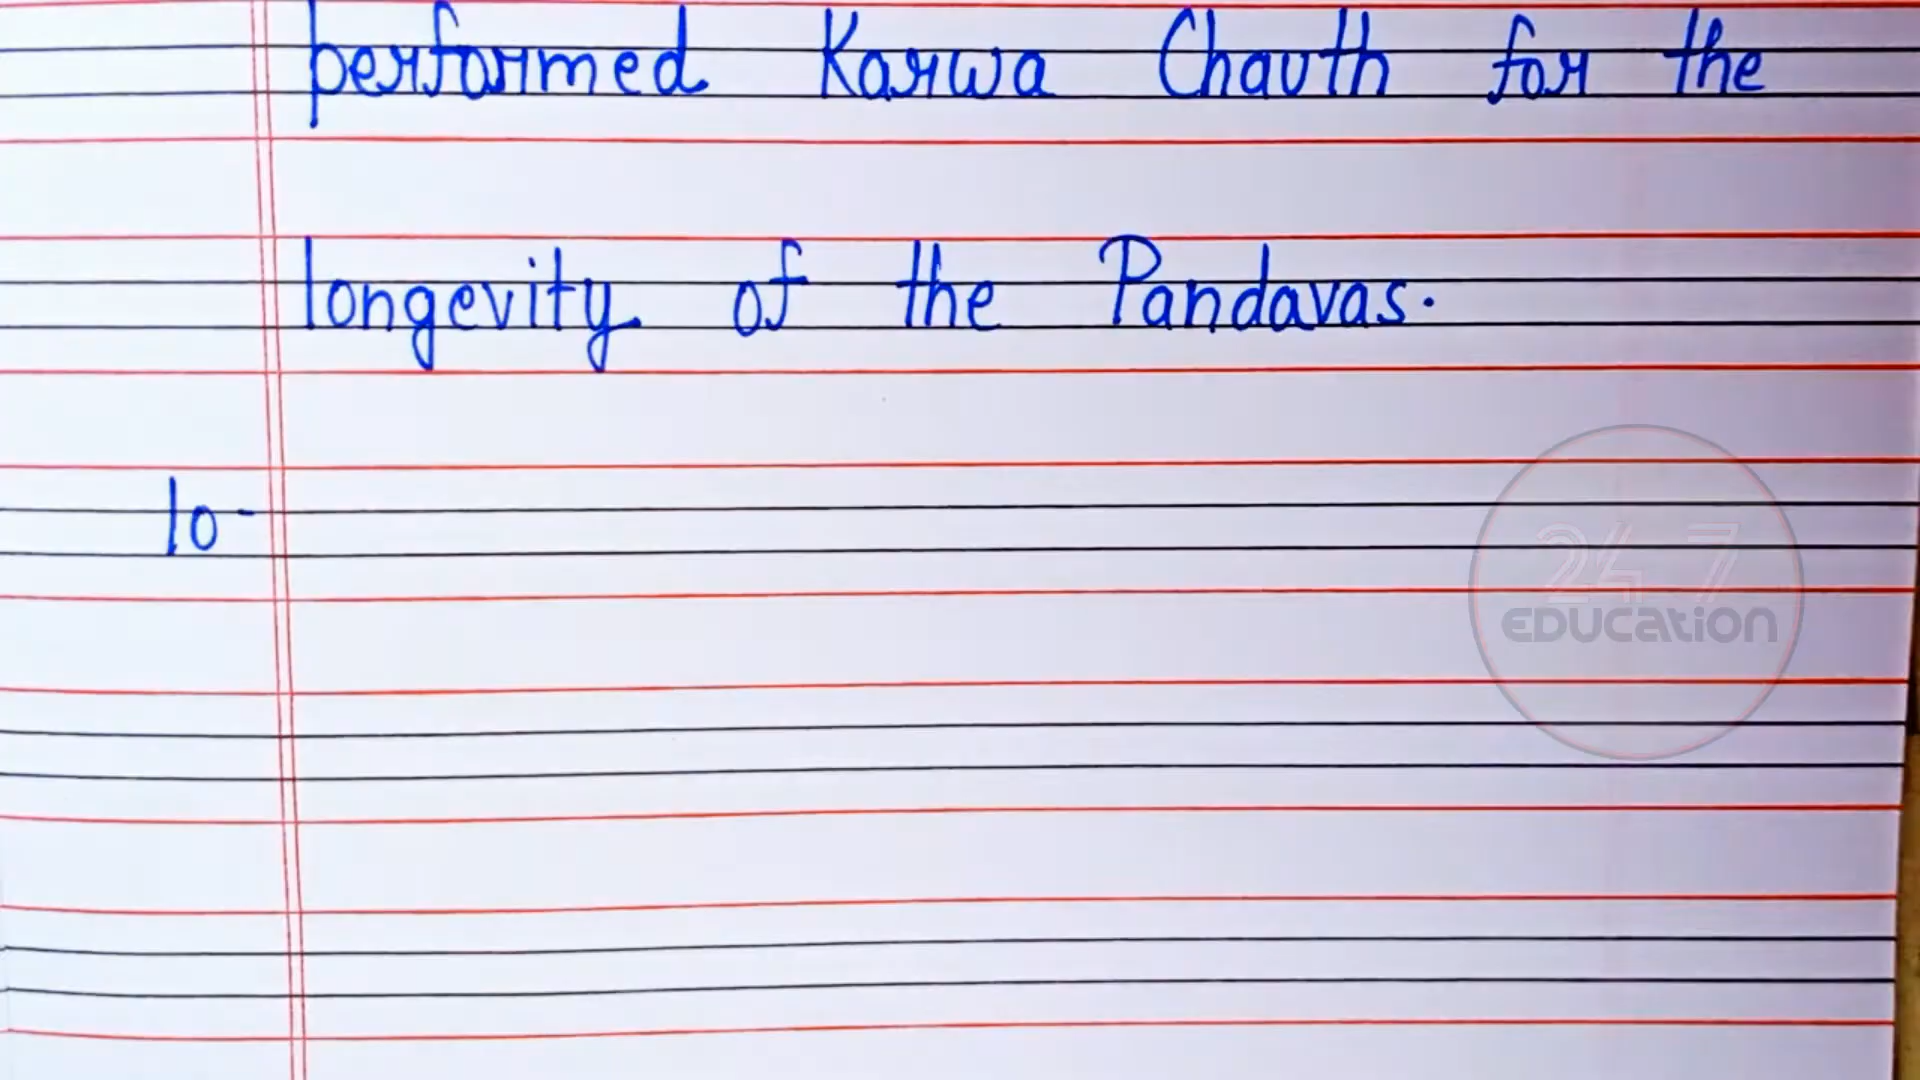 performed Karwa Chauth for the
longevity of the Pandavas.
10-
24 7
EDUCATION